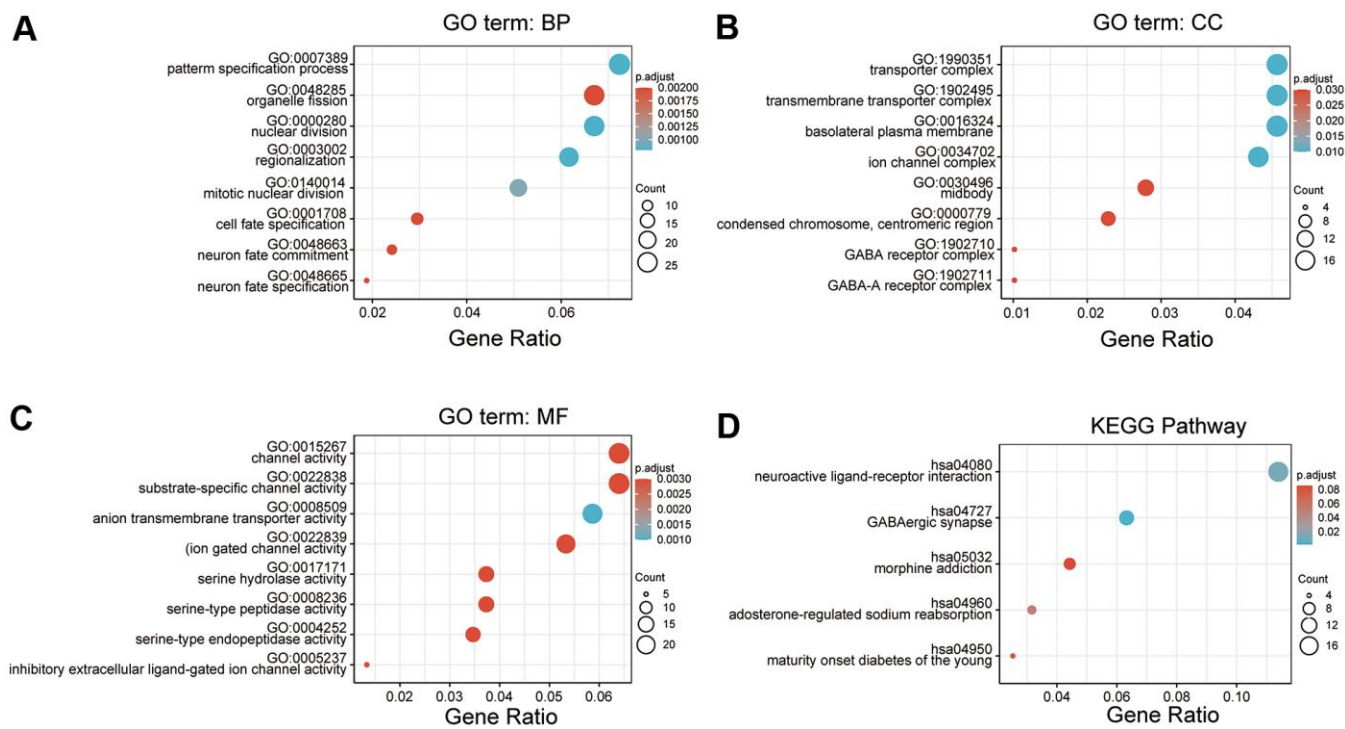 A
GO term: BP
GO:0007389
patterm specification process
GO:0048285
organelle fission
GO:0000280
nuclear division
GO:0003002
regionalization
GO:0140014
mitotic nuclear division
GO:0001708
cell fate specification
GO:0048663
neuron fate commitment
GO:0048665
neuron fate specification
0.02 0.04 0.06
Gene Ratio
p.adjust
0.00200
0.00175
0.00150
0.00125
0.00100
Count
10
15
20
25
B
GO term: CC
GO:1990351
transporter complex
GO:1902495
transmembrane transporter complex
GO:0016324
basolateral plasma membrane
GO:0034702
ion channel complex
GO:0030496
midbody
GO:0000779
condensed chromosome, centromeric region
GO:1902710
GABA receptor complex
GO:1902711
GABA-A receptor complex
0.01 0.02 0.03 0.04
Gene Ratio
p.adjust
0.030
0.025
0.020
0.015
0.010
Count
4
8
12
16
C
GO term: MF
GO:0015267
channel activity
GO:0022838
substrate-specific channel activity
GO:0008509
anion transmembrane transporter activity
GO:0022839
(ion gated channel activity
GO:0017171
serine hydrolase activity
GO:0008236
serine-type peptidase activity
GO:0004252
serine-type endopeptidase activity
GO:0005237
inhibitory extracellular ligand-gated ion channel activity
0.02 0.03 0.04 0.05 0.06
Gene Ratio
p.adjust
0.0030
0.0025
0.0020
0.0015
0.0010
Count
5
10
15
20
D
KEGG Pathway
hsa04080
neuroactive ligand-receptor interaction
hsa04727
GABAergic synapse
hsa05032
morphine addiction
hsa04960
adosterone-regulated sodium reabsorption
hsa04950
maturity onset diabetes of the young
0.04 0.06 0.08 0.10
Gene Ratio
p.adjust
0.08
0.06
0.04
0.02
Count
4
8
12
16